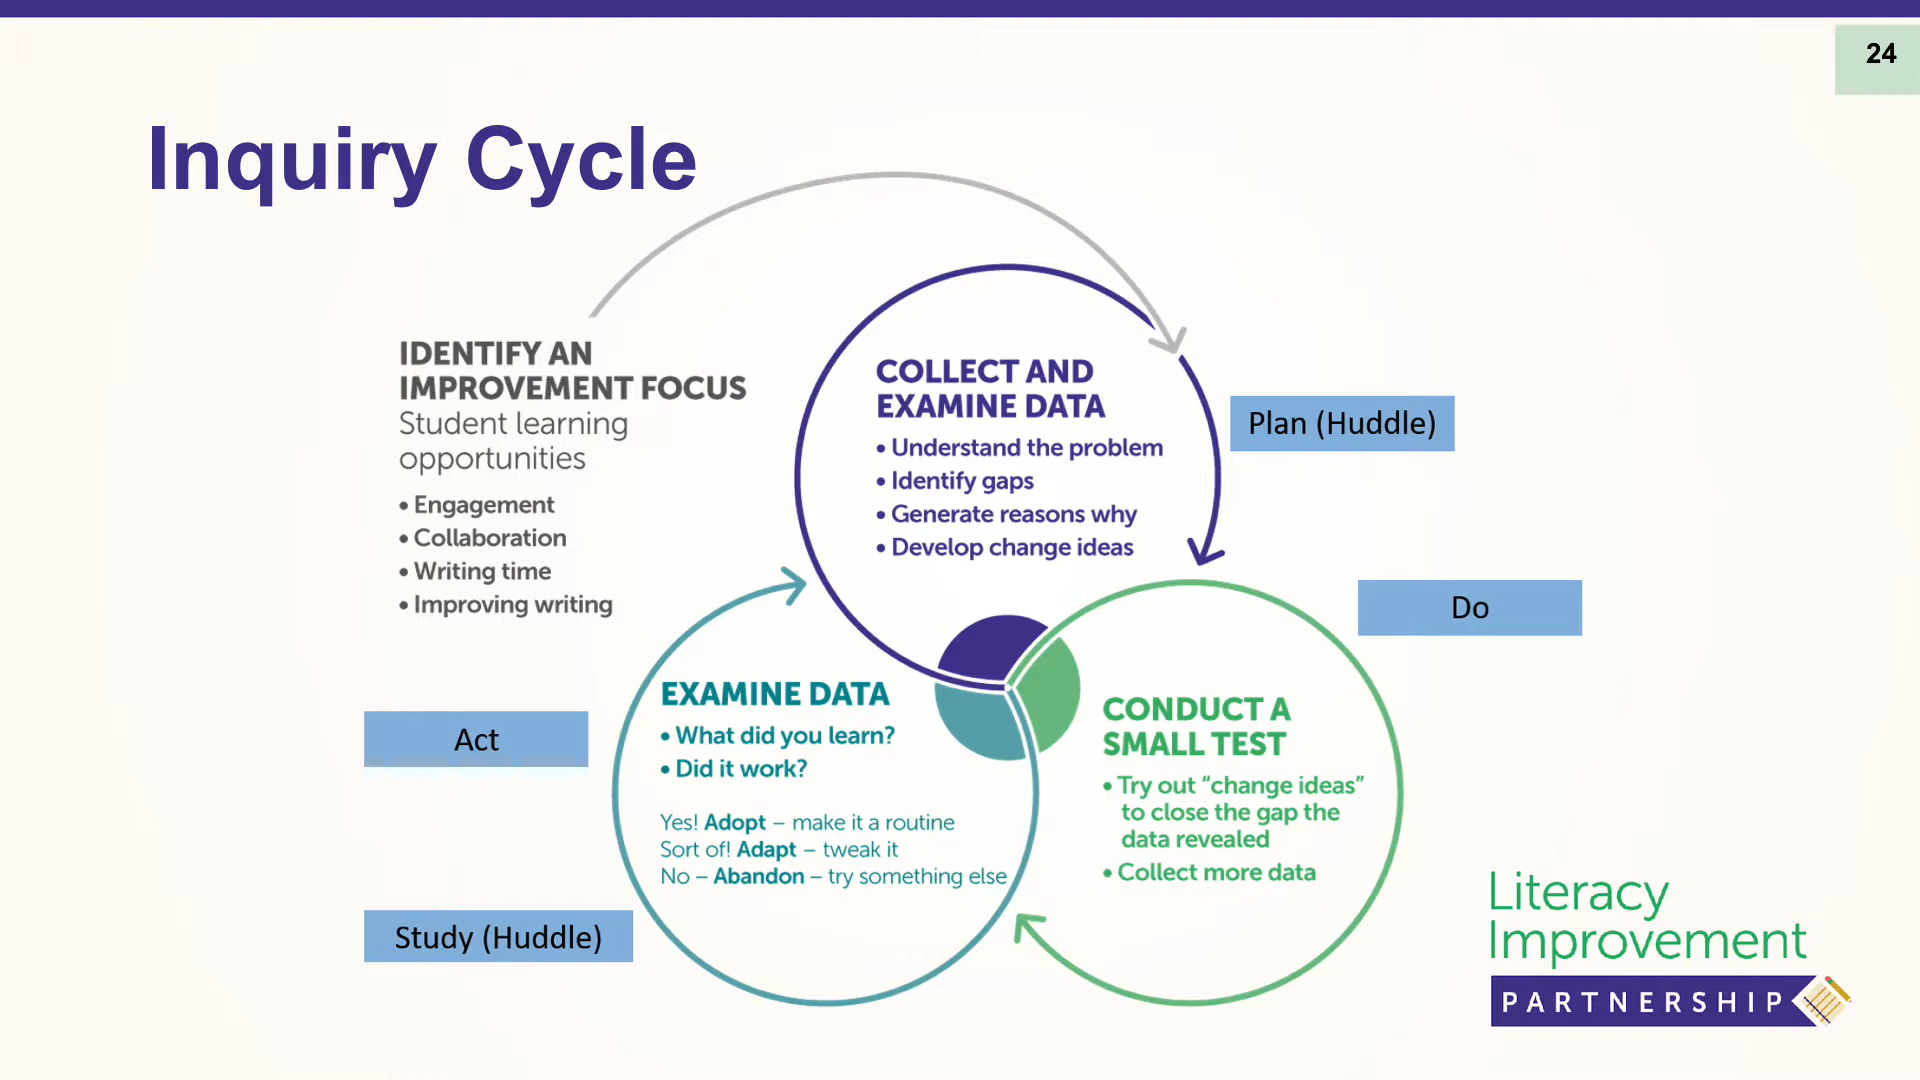 24
Inquiry Cycle
IDENTIFY AN
IMPROVEMENT FOCUS
Student learning
opportunities
• Engagement
• Collaboration
• Writing time
• Improving writing
COLLECT AND
EXAMINE DATA
• Understand the problem
• Identify gaps
• Generate reasons why
• Develop change ideas
Plan (Huddle)
Do
CONDUCT A
SMALL TEST
• Try out “change ideas”
to close the gap the
data revealed
• Collect more data
EXAMINE DATA
• What did you learn?
• Did it work?
Yes! Adopt – make it a routine
Sort of! Adapt – tweak it
No – Abandon – try something else
Act
Study (Huddle)
Literacy
Improvement
PARTNERSHIP